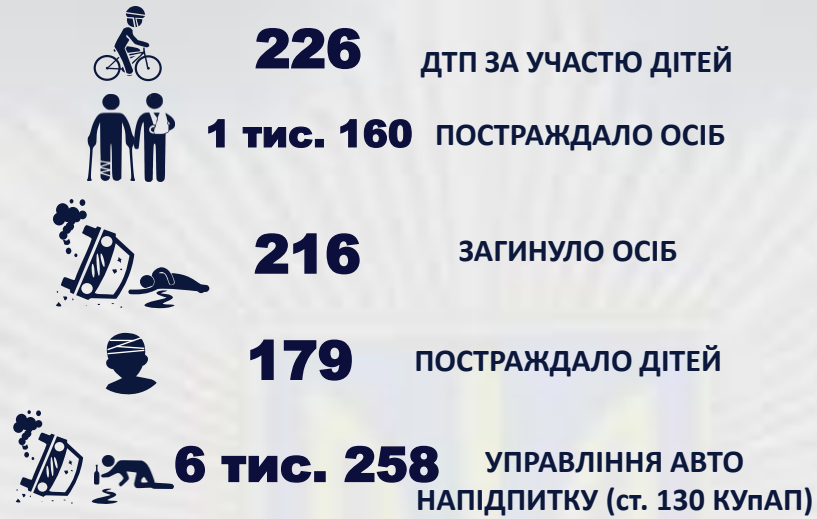 226 ДТП ЗА УЧАСТЮ ДІТЕЙ
1 тис. 160 ПОСТРАЖДАЛО ОСІБ
216 ЗАГИНУЛО ОСІБ
179 ПОСТРАЖДАЛО ДІТЕЙ
6 тис. 258 УПРАВЛІННЯ АВТО
НАПІДПИТКУ (ст. 130 КУпАП)